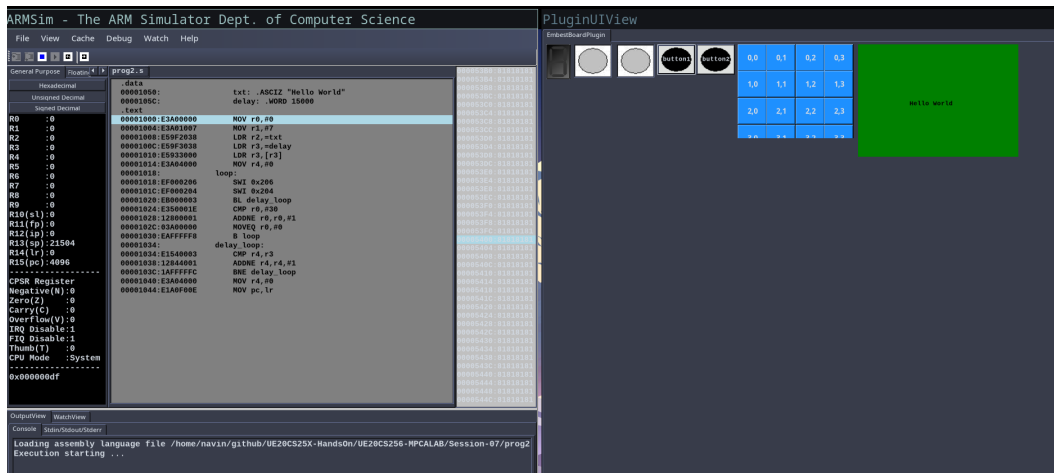 ARMSim - The ARM Simulator Dept. of Computer Science
File View Cache Debug Watch Help
General Purpose Floatin
Hexadecimal
Unsigned Decimal
Signed Decimal
R0 :0
R1 :0
R2 :0
R3 :0
R4 :0
R5 :0
R6 :0
R7 :0
R8 :0
R9 :0
R10(sl):0
R11(fp):0
R12(ip):0
R13(sp):21504
R14(lr):0
R15(pc):4096
------------------
CPSR Register
Negative(N):0
Zero(Z) :0
Carry(C) :0
Overflow(V):0
IRQ Disable:1
FIQ Disable:1
Thumb(T) :0
CPU Mode :System
------------------
0x000000df
prog2.s
.data
00001050: txt: .ASCIZ "Hello World"
0000105C: delay: .WORD 15000
.text
00001000:E3A00000 MOV r0,#0
00001004:E3A01007 MOV r1,#7
00001008:E59F2038 LDR r2,=txt
0000100C:E59F3038 LDR r3,=delay
00001010:E5933000 LDR r3,[r3]
00001014:E3A04000 MOV r4,#0
00001018: loop:
00001018:EF000206 SWI 0x206
0000101C:EF000204 SWI 0x204
00001020:EB000003 BL delay_loop
00001024:E350001E CMP r0,#30
00001028:12800001 ADDNE r0,r0,#1
0000102C:03A00000 MOVEQ r0,#0
00001030:EAFFFFF8 B loop
00001034: delay_loop:
00001034:E1540003 CMP r4,r3
00001038:12844001 ADDNE r4,r4,#1
0000103C:1AFFFFFC BNE delay_loop
00001040:E3A04000 MOV r4,#0
00001044:E1A0F00E MOV pc,lr
OutputView WatchView
Console Stdin/Stdout/Stderr
Loading assembly language file /home/navin/github/UE20CS25X-HandsOn/UE20CS256-MPCALAB/Session-07/prog2
Execution starting ...
PluginUIView
EmbestBoardPlugin
button1 button2
0,0 0,1 0,2 0,3
1,0 1,1 1,2 1,3
2,0 2,1 2,2 2,3
3,0 3,1 3,2 3,3
Hello World